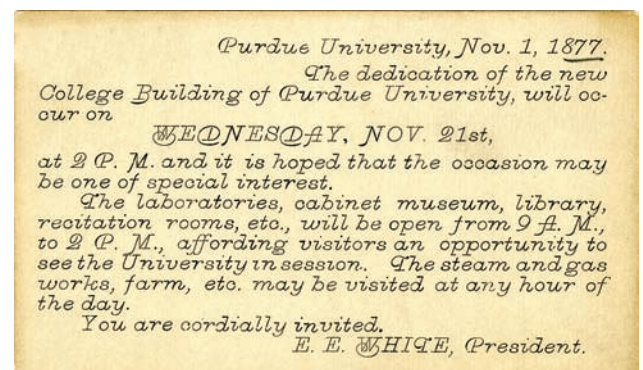 Purdue University, Nov. 1, 1877.
The dedication of the new
College Building of Purdue University, will oc-
cur on
WEDNESDAY, NOV. 21st,
at 2 P. M. and it is hoped that the occasion may
be one of special interest.
The laboratories, cabinet museum, library,
recitation rooms, etc., will be open from 9 A. M.,
to 2 P. M., affording visitors an opportunity to
see the University in session. The steam and gas
works, farm, etc. may be visited at any hour of
the day.
You are cordially invited.
E. E. WHITE, President.